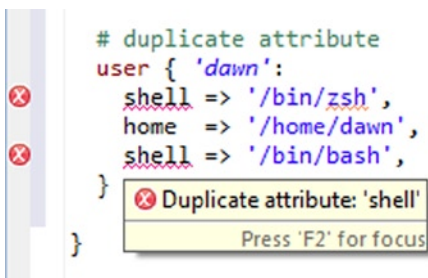 # duplicate attribute
user { 'dawn':
shell => '/bin/zsh',
home => '/home/dawn',
shell => '/bin/bash',
}
Duplicate attribute: 'shell'
Press 'F2' for focus
}